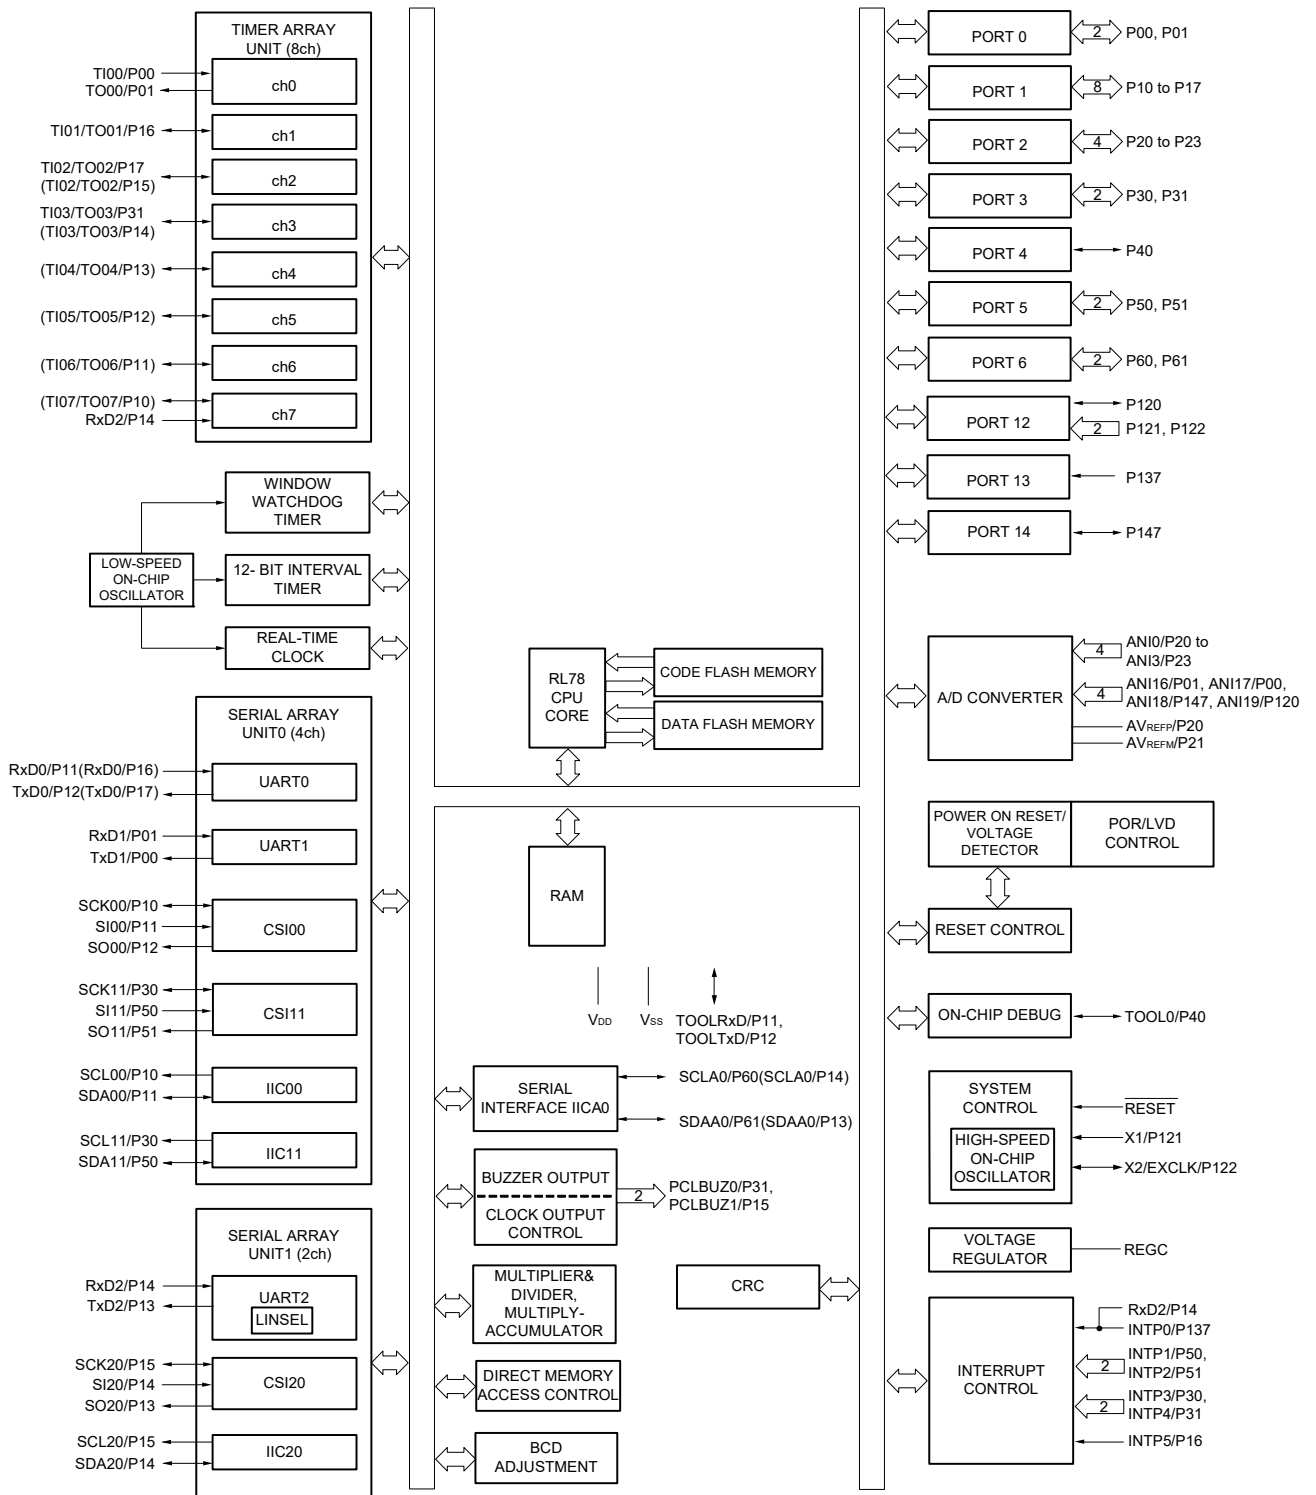 TIMER ARRAY
UNIT (8ch)
TI00/P00
TO00/P01
ch0
TI01/TO01/P16
ch1
TI02/TO02/P17
(TI02/TO02/P15)
ch2
TI03/TO03/P31
(TI03/TO03/P14)
ch3
(TI04/TO04/P13)
ch4
(TI05/TO05/P12)
ch5
(TI06/TO06/P11)
ch6
(TI07/TO07/P10)
RxD2/P14
ch7
WINDOW
WATCHDOG
TIMER
LOW-SPEED
ON-CHIP
OSCILLATOR
12- BIT INTERVAL
TIMER
REAL-TIME
CLOCK
SERIAL ARRAY
UNIT0 (4ch)
RxD0/P11(RxD0/P16)
TxD0/P12(TxD0/P17)
UART0
RxD1/P01
TxD1/P00
UART1
SCK00/P10
SI00/P11
SO00/P12
CSI00
SCK11/P30
SI11/P50
SO11/P51
CSI11
SCL00/P10
SDA00/P11
IIC00
SCL11/P30
SDA11/P50
IIC11
SERIAL ARRAY
UNIT1 (2ch)
RxD2/P14
TxD2/P13
UART2
LINSEL
SCK20/P15
SI20/P14
SO20/P13
CSI20
SCL20/P15
SDA20/P14
IIC20
RL78
CPU
CORE
CODE FLASH MEMORY
DATA FLASH MEMORY
RAM
VDD
VSS
TOOLRxD/P11,
TOOLTxD/P12
SERIAL
INTERFACE IICA0
SCLA0/P60(SCLA0/P14)
SDAA0/P61(SDAA0/P13)
BUZZER OUTPUT
CLOCK OUTPUT
CONTROL
2
PCLBUZ0/P31,
PCLBUZ1/P15
MULTIPLIER&
DIVIDER,
MULTIPLY-
ACCUMULATOR
CRC
DIRECT MEMORY
ACCESS CONTROL
BCD
ADJUSTMENT
PORT 0
2
P00, P01
PORT 1
8
P10 to P17
PORT 2
4
P20 to P23
PORT 3
2
P30, P31
PORT 4
P40
PORT 5
2
P50, P51
PORT 6
2
P60, P61
PORT 12
P120
2
P121, P122
PORT 13
P137
PORT 14
P147
A/D CONVERTER
4
ANI0/P20 to
ANI3/P23
4
ANI16/P01, ANI17/P00,
ANI18/P147, ANI19/P120
AVREFP/P20
AVREFM/P21
POWER ON RESET/
VOLTAGE
DETECTOR
POR/LVD
CONTROL
RESET CONTROL
ON-CHIP DEBUG
TOOL0/P40
SYSTEM
CONTROL
HIGH-SPEED
ON-CHIP
OSCILLATOR
RESET
X1/P121
X2/EXCLK/P122
VOLTAGE
REGULATOR
REGC
INTERRUPT
CONTROL
RxD2/P14
INTP0/P137
2
INTP1/P50,
INTP2/P51
2
INTP3/P30,
INTP4/P31
INTP5/P16